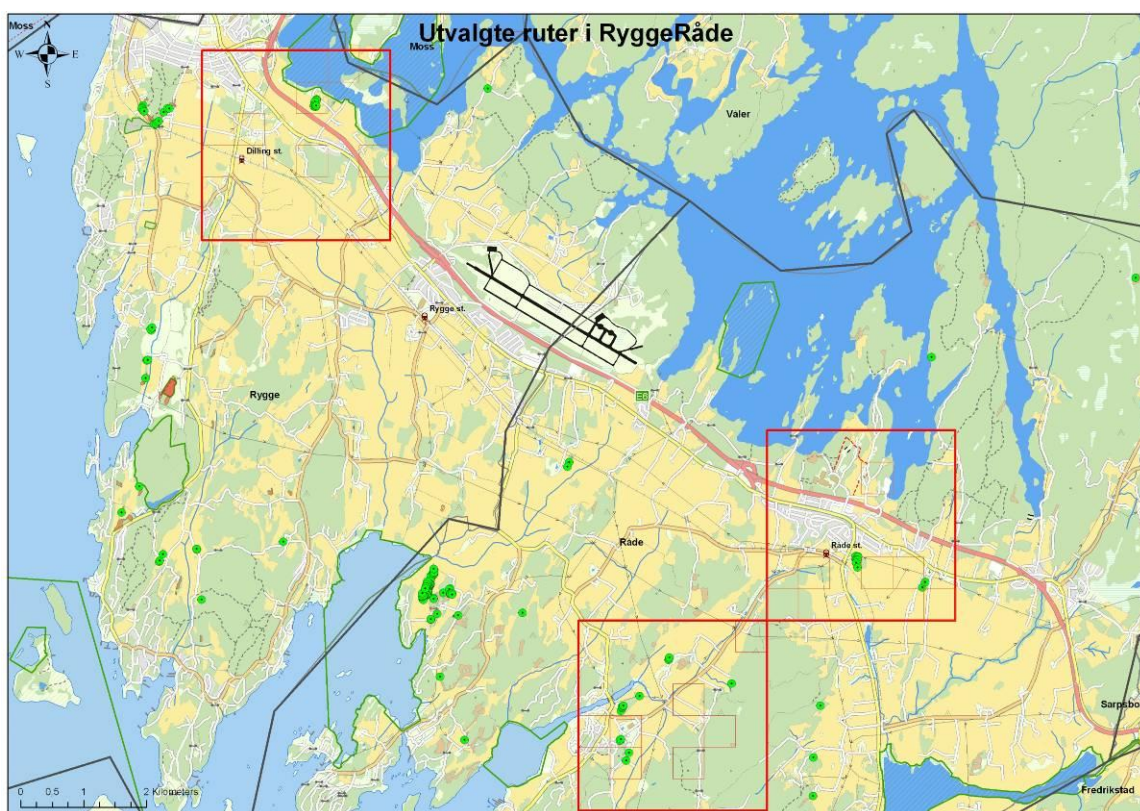 Utvalgte ruter i RyggeRåde
Moss
N
W
E
S
Moss
Valer
Dilling st.
Rygge st.
E6
Rygge
Råde
Råde st.
Sarpsbo
Fredrikstad
0 0,5 1 2 Kilometers